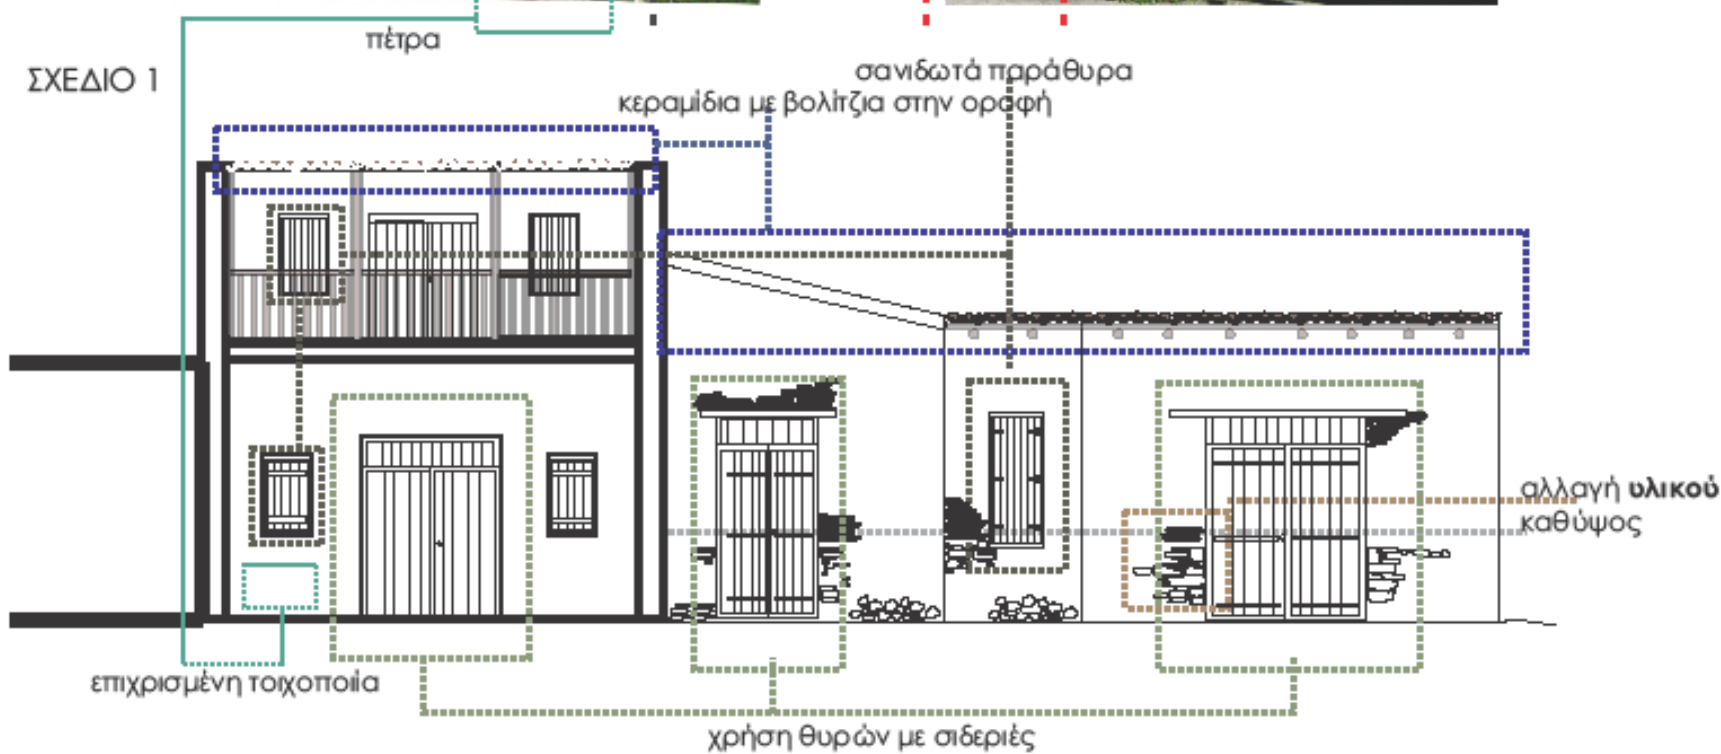 πέτρα
ΣΧΕΔΙΟ 1
σανιδωτά παράθυρα
κεραμίδια με βολίτζια στην οροφή
αλλαγή υλικού
καθύψος
επιχρισμένη τοιχοποιία
χρήση θυρών με σιδεριές